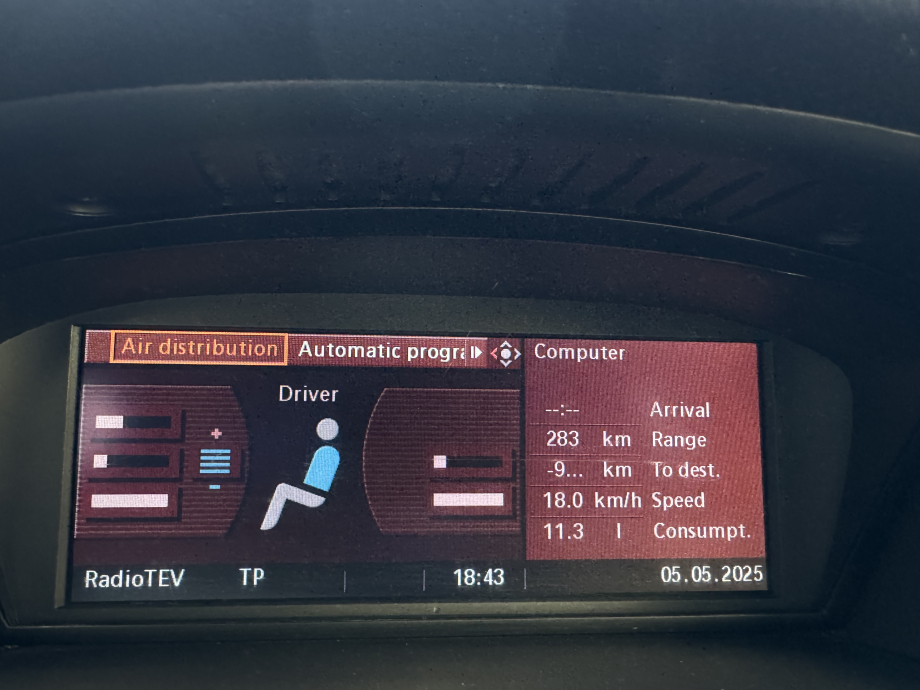 Air distribution Automatic progra
Driver
+
-
Computer
--:-- Arrival
283 km Range
-9... km To dest.
18.0 km/h Speed
11.3 l Consumpt.
RadioTEV TP 18:43 05.05.2025